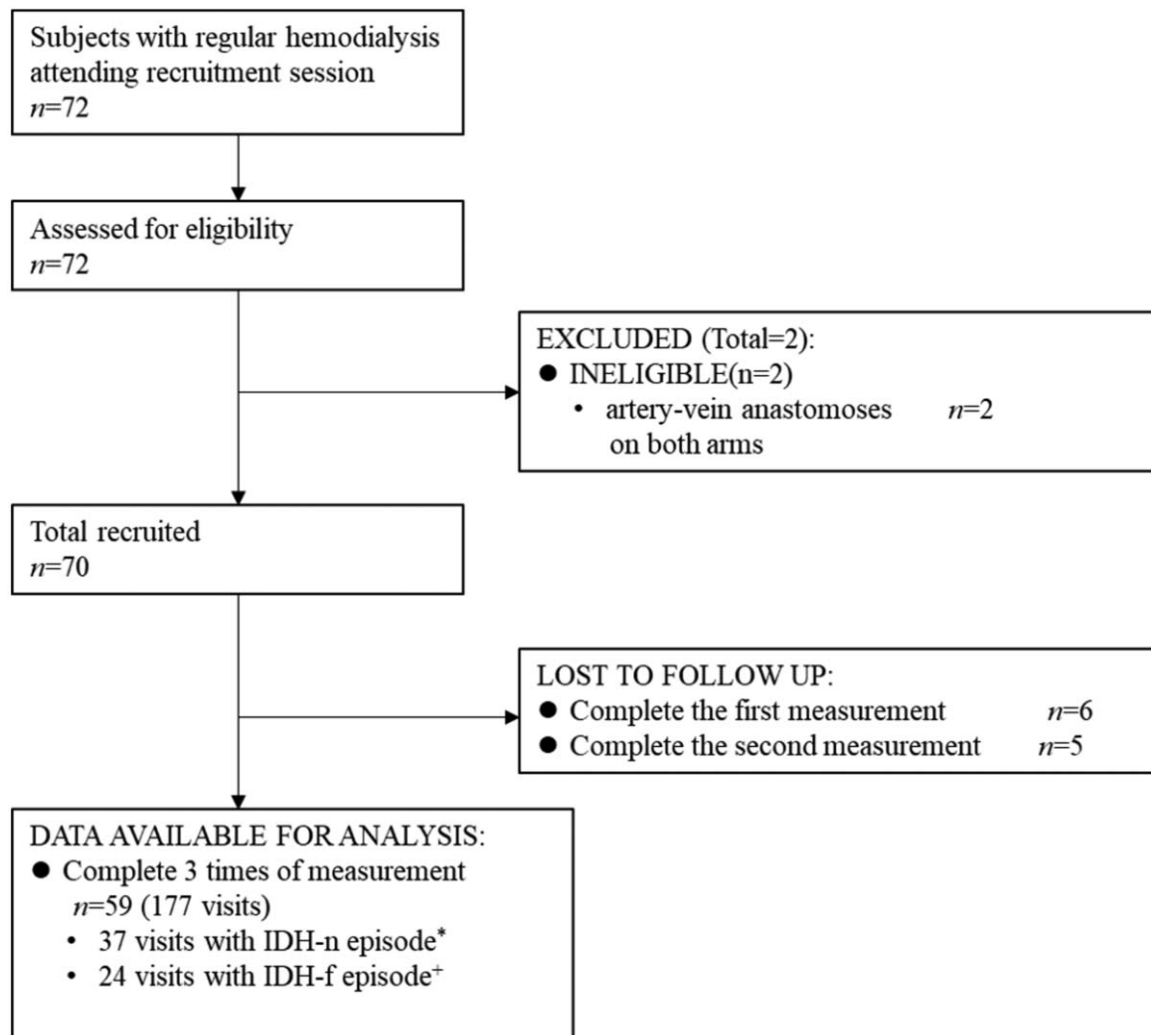 Subjects with regular hemodialysis
attending recruitment session
n=72
Assessed for eligibility
n=72
EXCLUDED (Total=2):
● INELIGIBLE(n=2)
• artery-vein anastomoses n=2
on both arms
Total recruited
n=70
LOST TO FOLLOW UP:
● Complete the first measurement n=6
● Complete the second measurement n=5
DATA AVAILABLE FOR ANALYSIS:
● Complete 3 times of measurement
n=59 (177 visits)
• 37 visits with IDH-n episode*
• 24 visits with IDH-f episode+